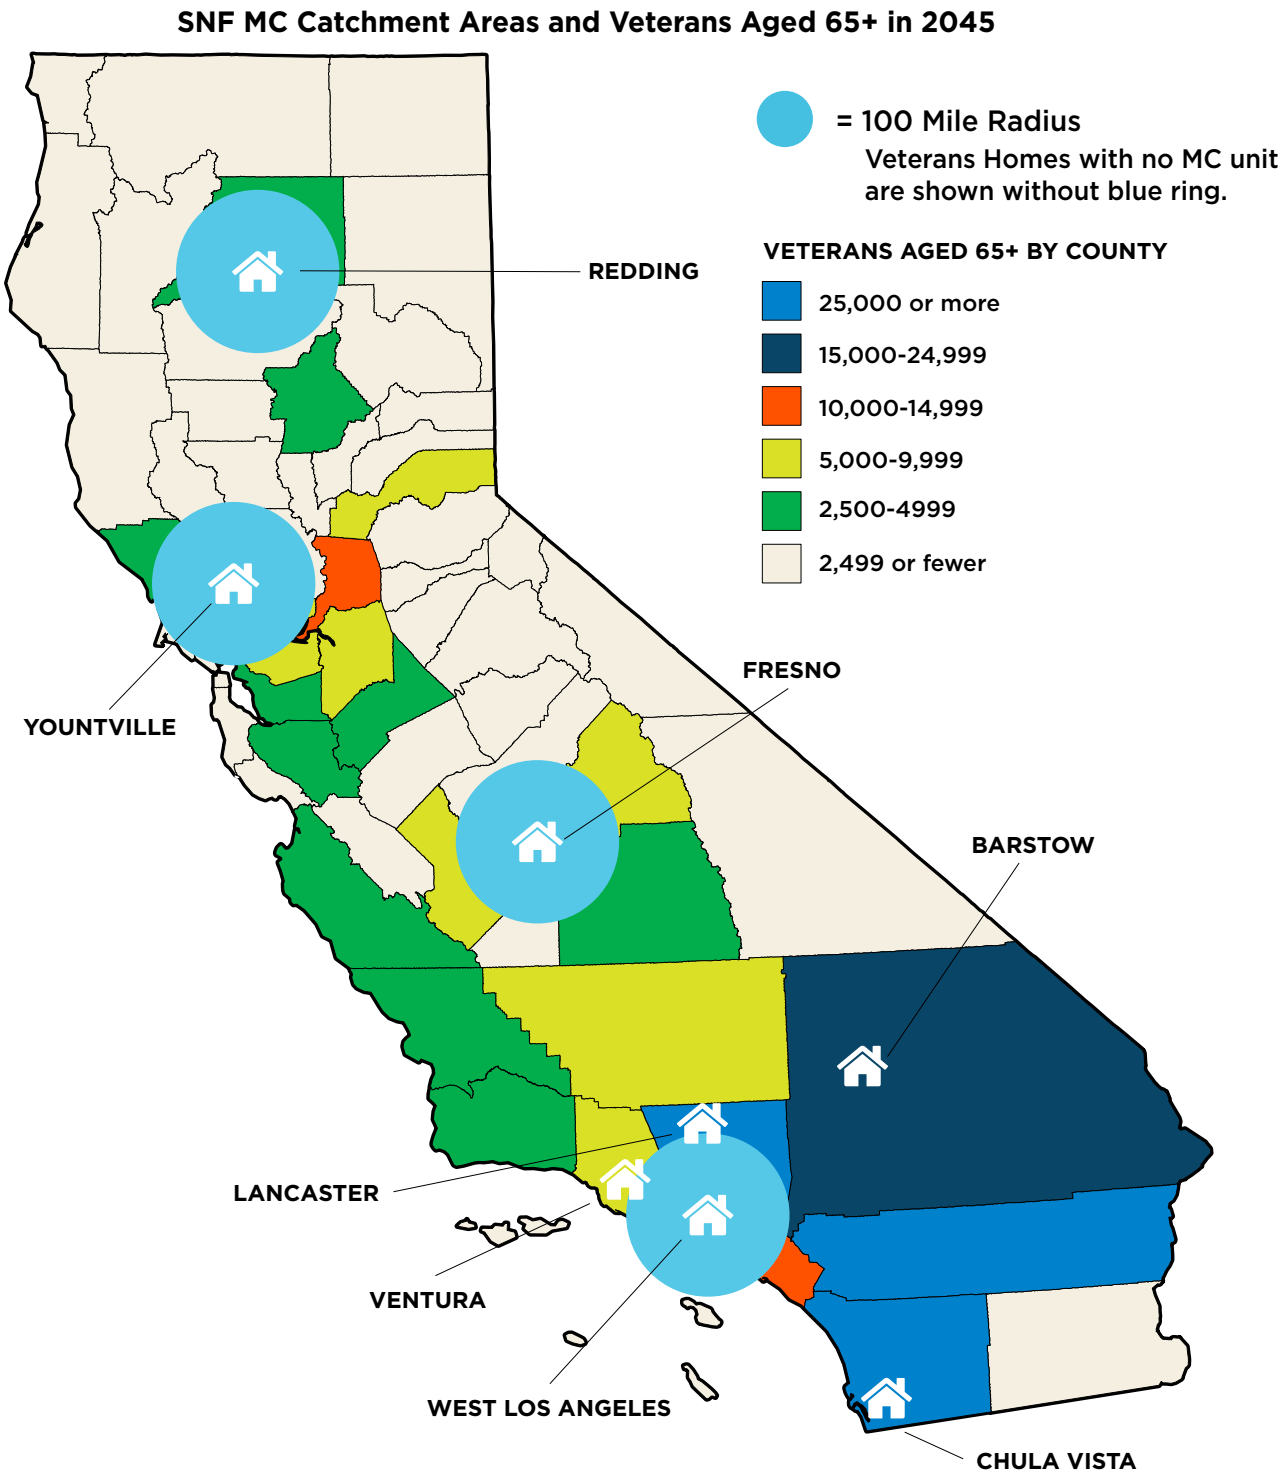 SNF MC Catchment Areas and Veterans Aged 65+ in 2045
= 100 Mile Radius
Veterans Homes with no MC unit
are shown without blue ring.
VETERANS AGED 65+ BY COUNTY
REDDING
25,000 or more
15,000-24,999
10,000-14,999
5,000-9,999
2,500-4999
2,499 or fewer
FRESNO
YOUNTVILLE
BARSTOW
LANCASTER
VENTURA
WEST LOS ANGELES
CHULA VISTA